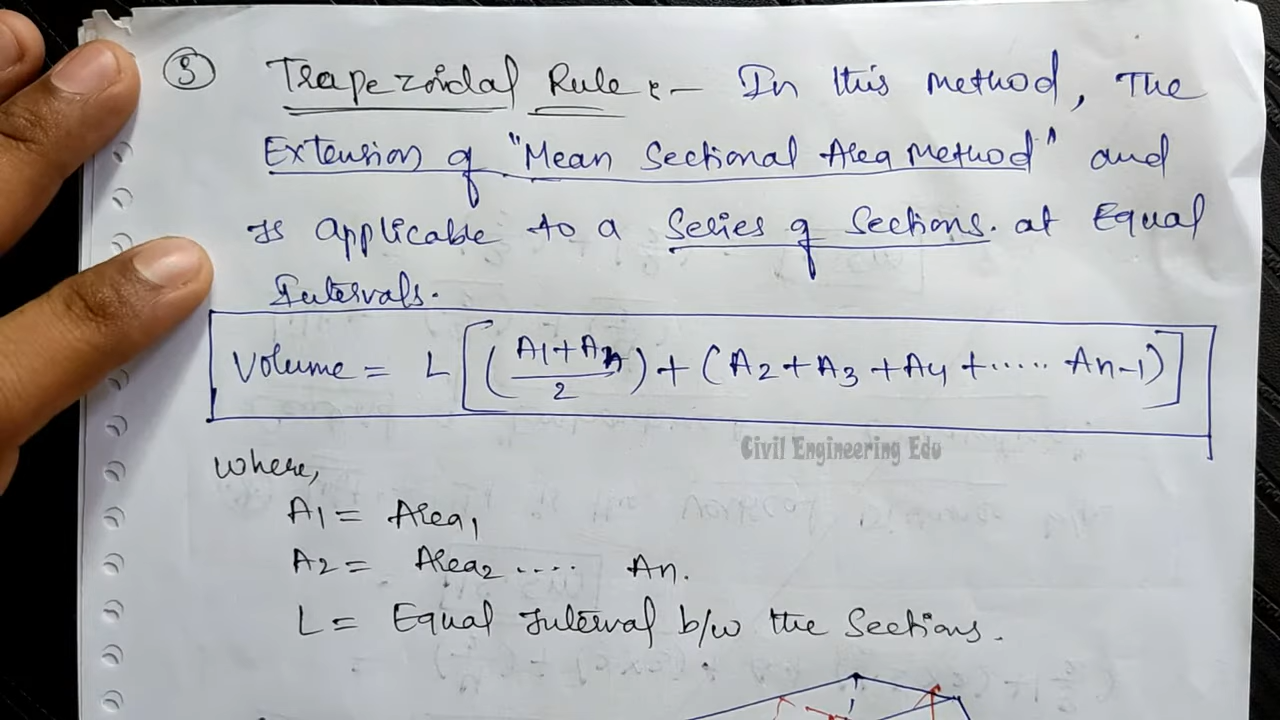 ③ Trapezoidal Rule :- In this method, The
Extension of "Mean Sectional Area Method" and
Is applicable to a Series of Sections. at Equal
Intervals.
Volume = L [(A1+An/2) + (A2+A3+A4+..... An-1)]
Civil Engineering Edu
where,
A1 = Area1
A2 = Area2 .... An.
L = Equal Interval b/w the Sections.